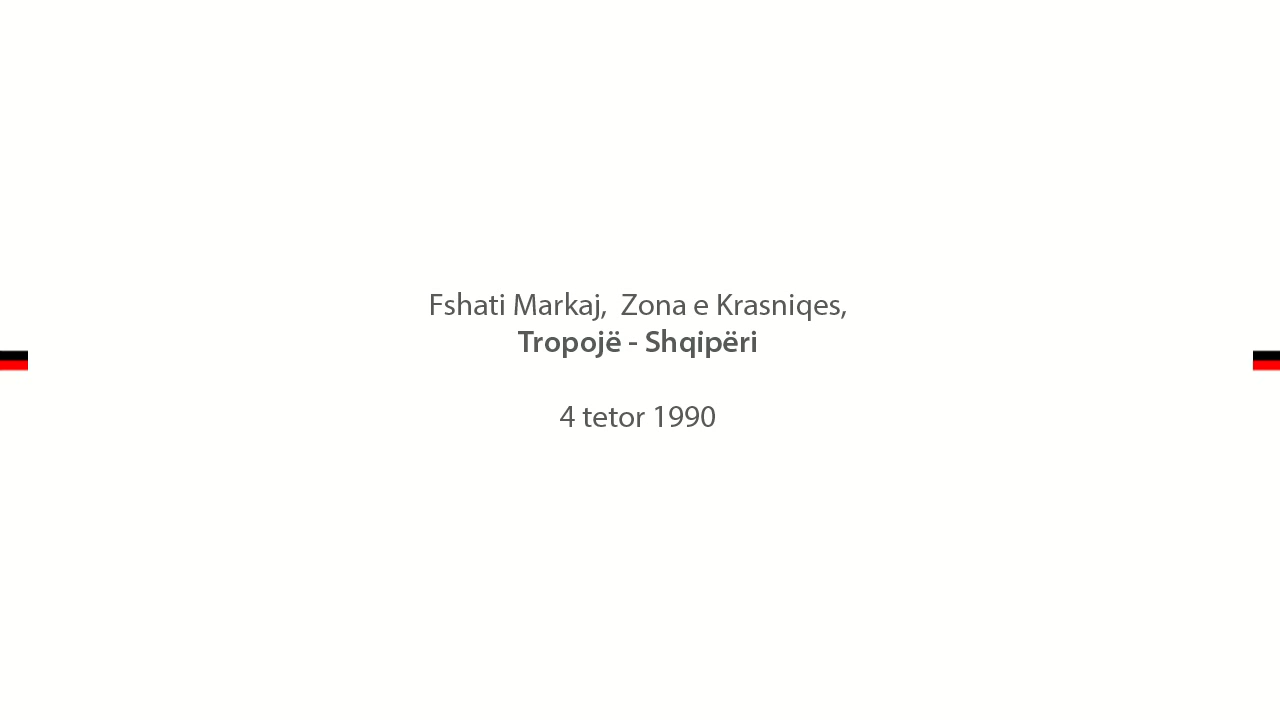 Fshati Markaj,  Zona e Krasniqes,
Tropojë - Shqipëri
4 tetor 1990